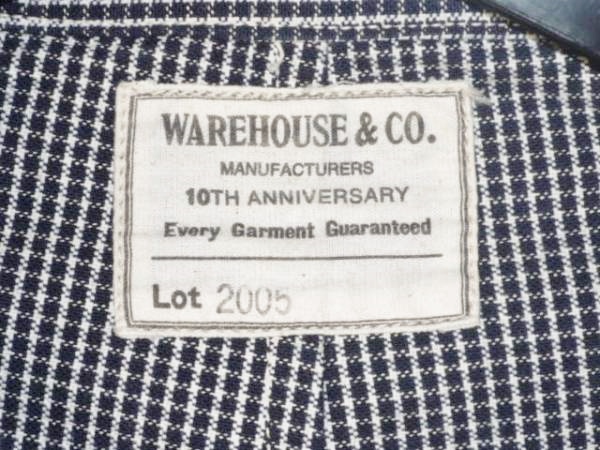 WAREHOUSE & CO.
MANUFACTURERS
10TH ANNIVERSARY
Every Garment Guaranteed
Lot 2005